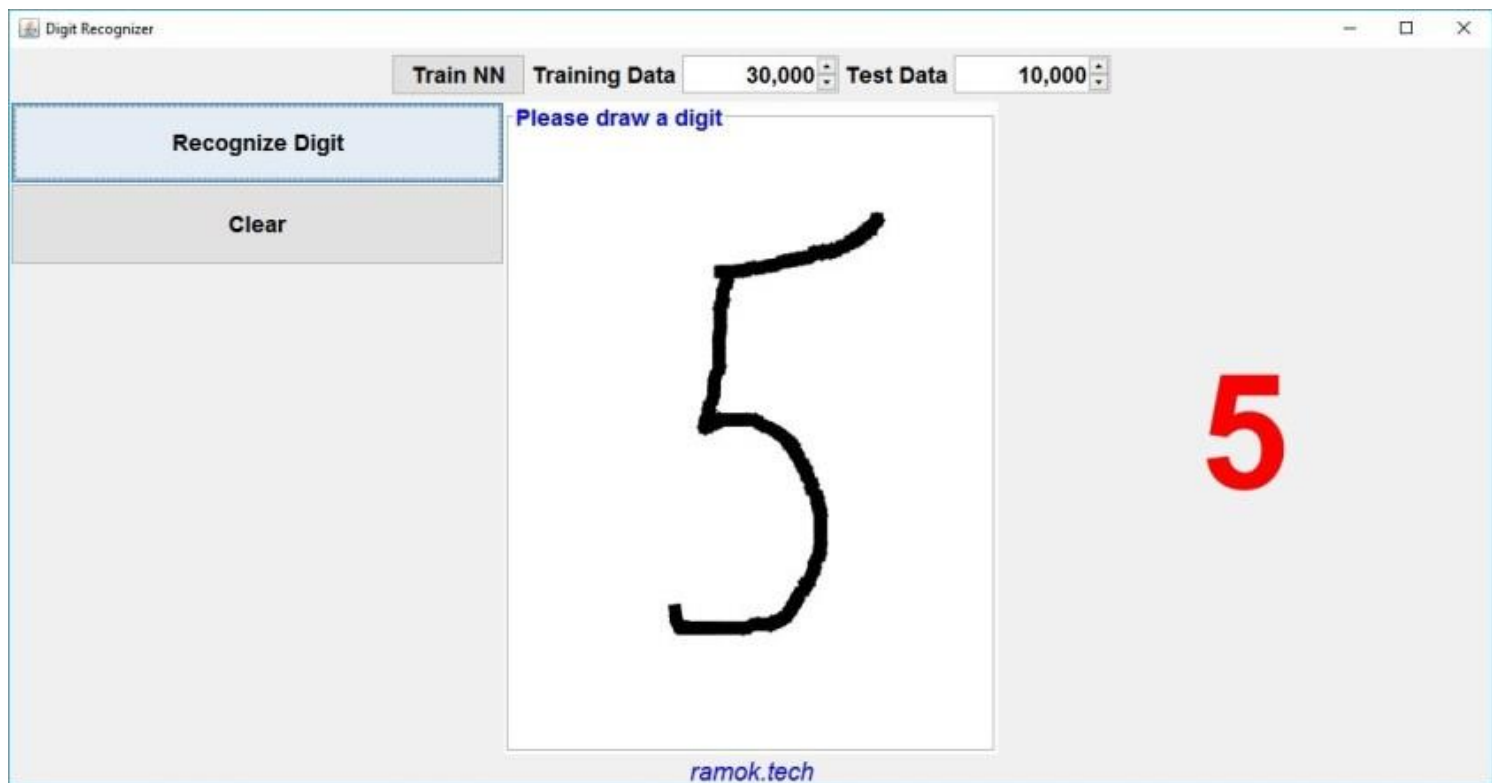 Digit Recognizer
Train NN Training Data 30,000 Test Data 10,000
Recognize Digit
Clear
Please draw a digit
5
5
ramok.tech